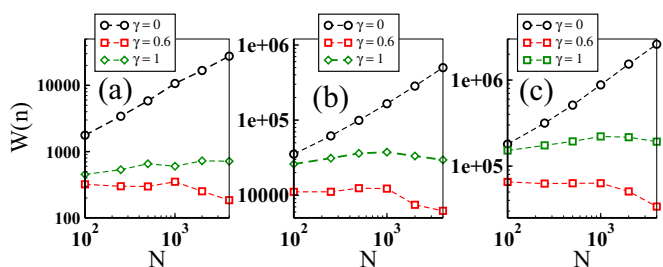 γ = 0
γ = 0.6
γ = 1
(a)
10000
1000
100
W(n)
10^2
10^3
N
γ = 0
γ = 0.6
γ = 1
(b)
1e+06
1e+05
10000
10^2
10^3
N
γ = 0
γ = 0.6
γ = 1
(c)
1e+06
1e+05
10^2
10^3
N